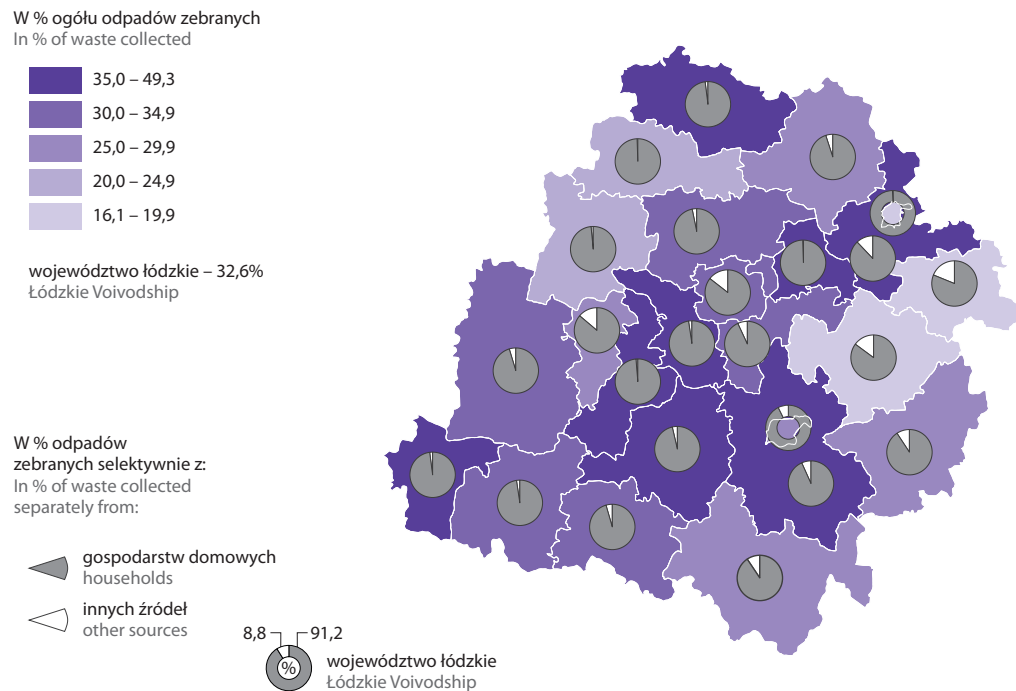 W % ogółu odpadów zebranych
In % of waste collected
35,0 – 49,3
30,0 – 34,9
25,0 – 29,9
20,0 – 24,9
16,1 – 19,9
województwo łódzkie – 32,6%
Łódzkie Voivodship
W % odpadów
zebranych selektywnie z:
In % of waste collected
separately from:
gospodarstw domowych
households
innych źródeł
other sources
8,8 91,2
%
województwo łódzkie
Łódzkie Voivodship